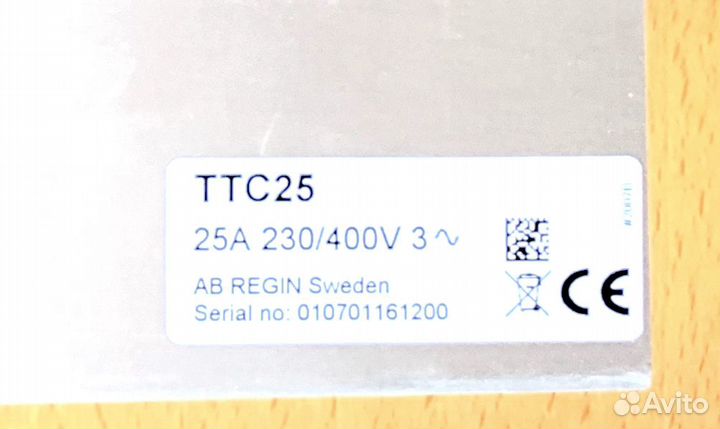 TTC25
25A 230/400V 3~
AB REGIN Sweden
Serial no: 010701161200
CE
Avito